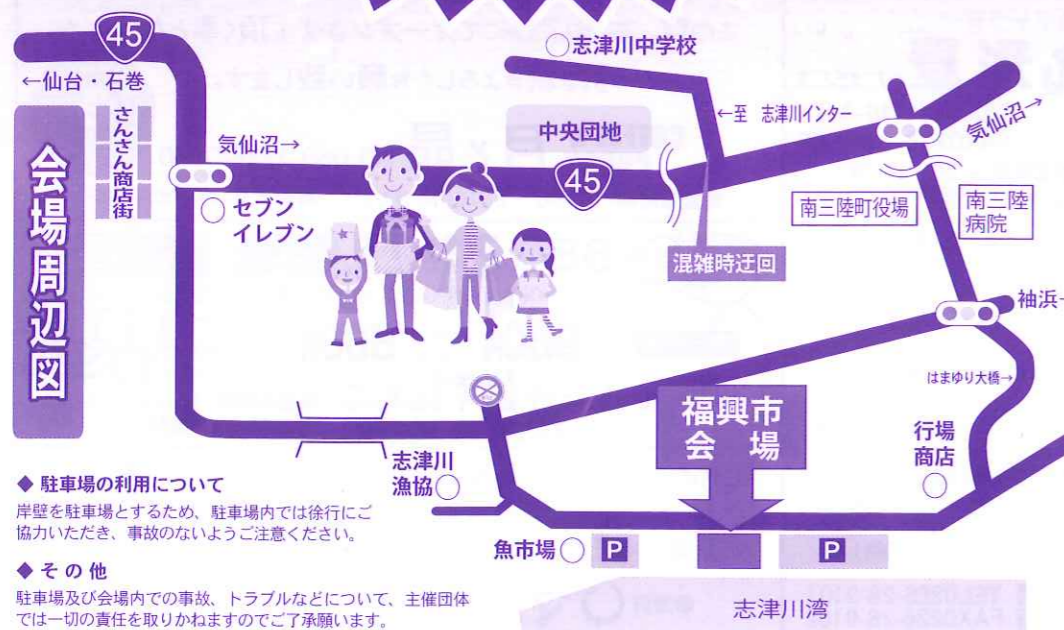 45
←仙台・石巻
会場周辺図
さんさん商店街
気仙沼→
セブン
イレブン
志津川中学校
中央団地
←至 志津川インター
45
気仙沼→
南三陸町役場
南三陸
病院
混雑時迂回
袖浜
はまゆり大橋→
福興市
会場
行場
商店
志津川
漁協
魚市場
P
P
志津川湾
◆ 駐車場の利用について
岸壁を駐車場とするため、駐車場内では徐行にご
協力いただき、事故のないようご注意ください。
◆ その他
駐車場及び会場内での事故、トラブルなどについて、主催団体
では一切の責任を取りかねますのでご了承願います。